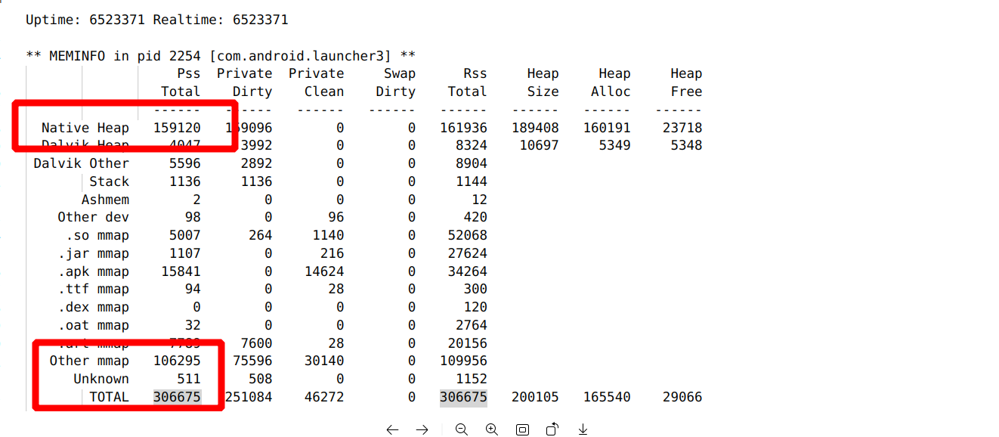 Uptime: 6523371 Realtime: 6523371
** MEMINFO in pid 2254 [com.android.launcher3] **
Pss Private Private Swap Rss Heap Heap Heap
Total Dirty Clean Dirty Total Size Alloc Free
------ ------ ------ ------ ------ ------ ------ ------
Native Heap 159120 159096 0 0 161936 189408 160191 23718
Dalvik Heap 4047 3992 0 0 8324 10697 5349 5348
Dalvik Other 5596 2892 0 0 8904
Stack 1136 1136 0 0 1144
Ashmem 2 0 0 0 12
Other dev 98 0 96 0 420
.so mmap 5007 264 1140 0 52068
.jar mmap 1107 0 216 0 27624
.apk mmap 15841 0 14624 0 34264
.ttf mmap 94 0 28 0 300
.dex mmap 0 0 0 0 120
.oat mmap 32 0 0 0 2764
.art mmap 7789 7600 28 0 20156
Other mmap 106295 75596 30140 0 109956
Unknown 511 508 0 0 1152
TOTAL 306675 251084 46272 0 306675 200105 165540 29066